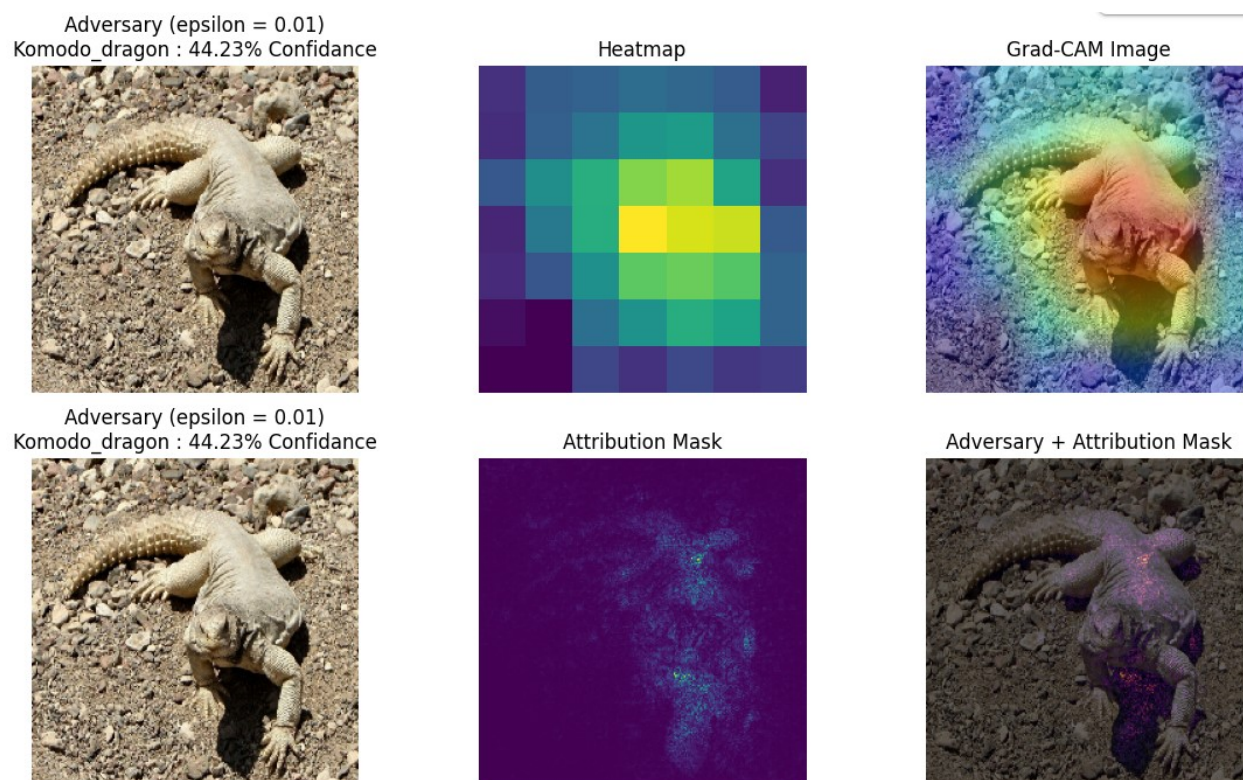 Adversary (epsilon = 0.01)
Komodo_dragon : 44.23% Confidance
Heatmap
Grad-CAM Image
Adversary (epsilon = 0.01)
Komodo_dragon : 44.23% Confidance
Attribution Mask
Adversary + Attribution Mask